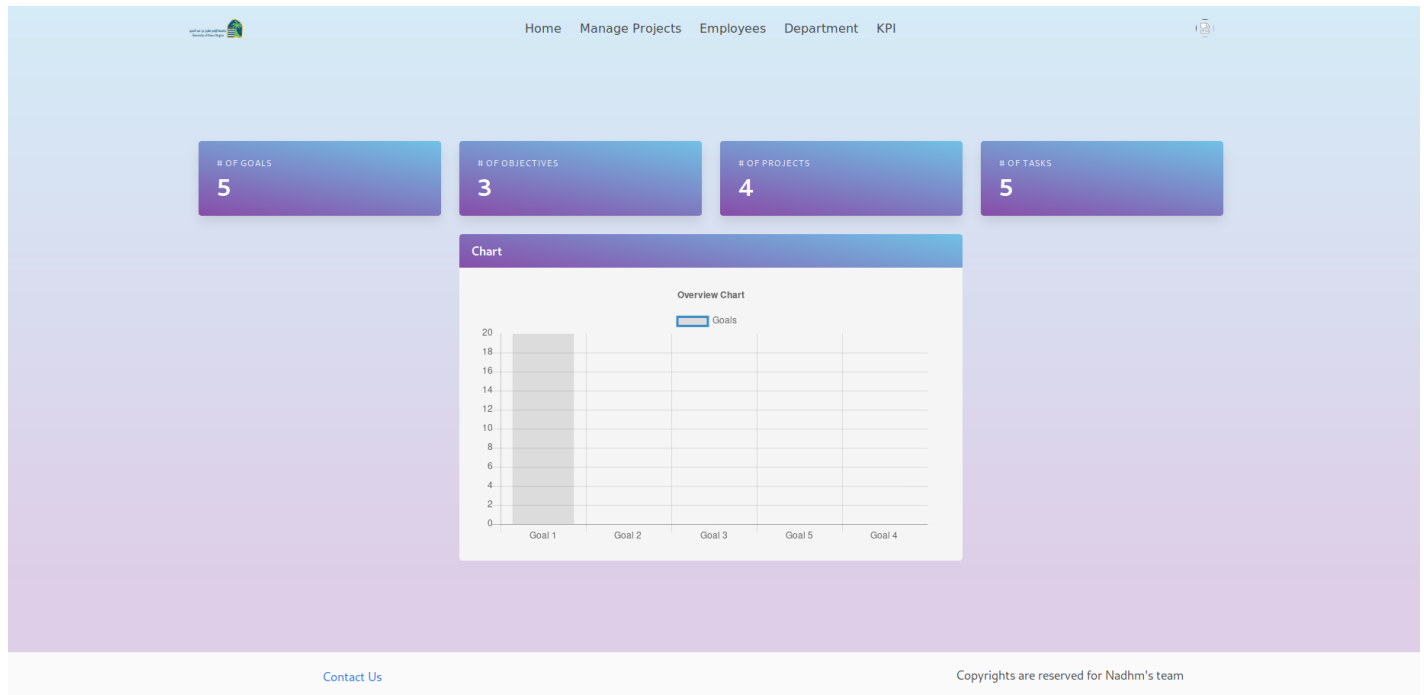 Home Manage Projects Employees Department KPI
# OF GOALS
5
# OF OBJECTIVES
3
# OF PROJECTS
4
# OF TASKS
5
Chart
Overview Chart
Goals
20
18
16
14
12
10
8
6
4
2
0
Goal 1 Goal 2 Goal 3 Goal 5 Goal 4
Contact Us
Copyrights are reserved for Nadhm's team